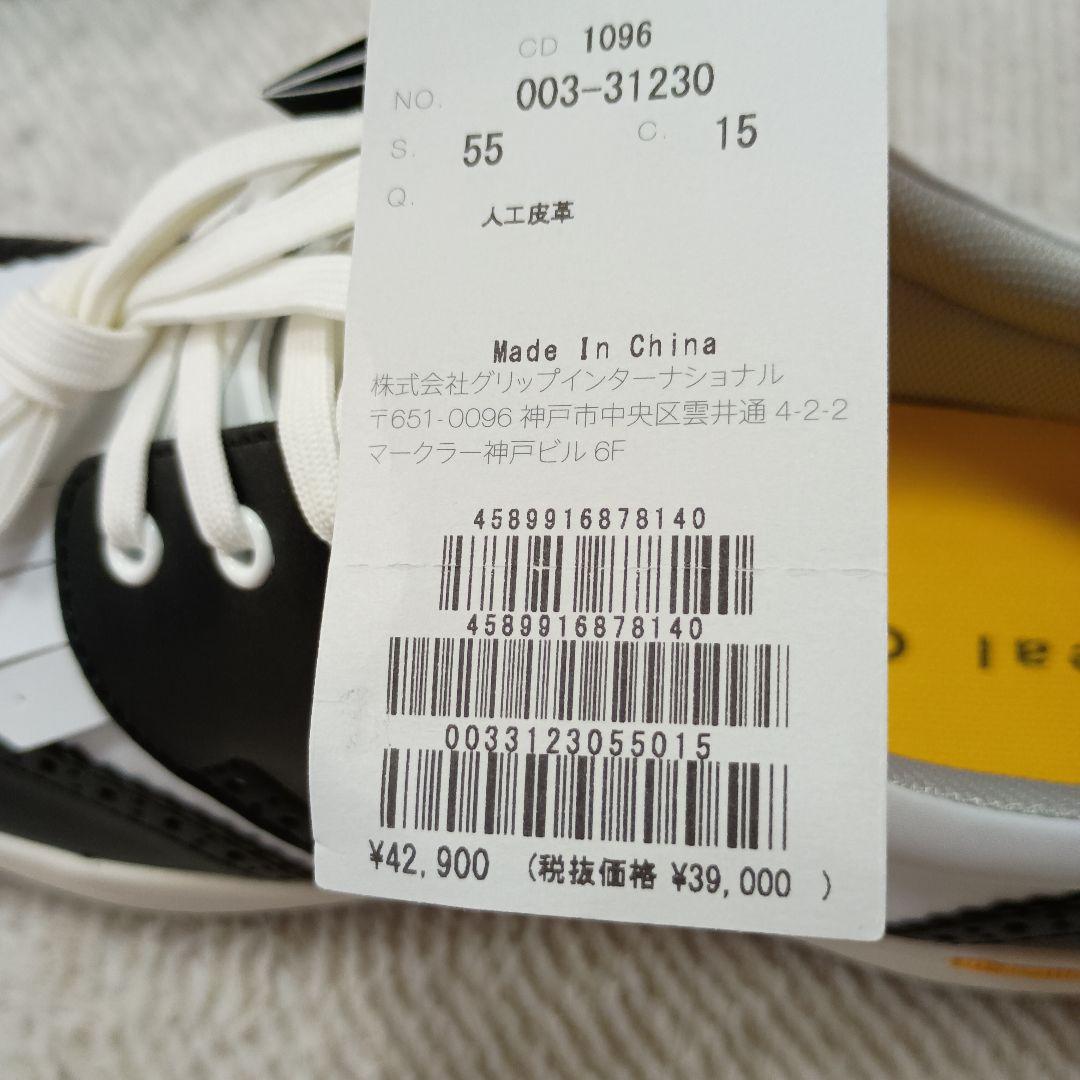 CD 1096
NO. 003-31230
S. 55 C. 15
Q. 人工皮革
Made In China
株式会社グリップインターナショナル
〒651-0096 神戸市中央区雲井通 4-2-2
マークラー神戸ビル 6F
4589916878140
4589916878140
0033123055015
¥42,900 (税抜価格 ¥39,000 )
eal